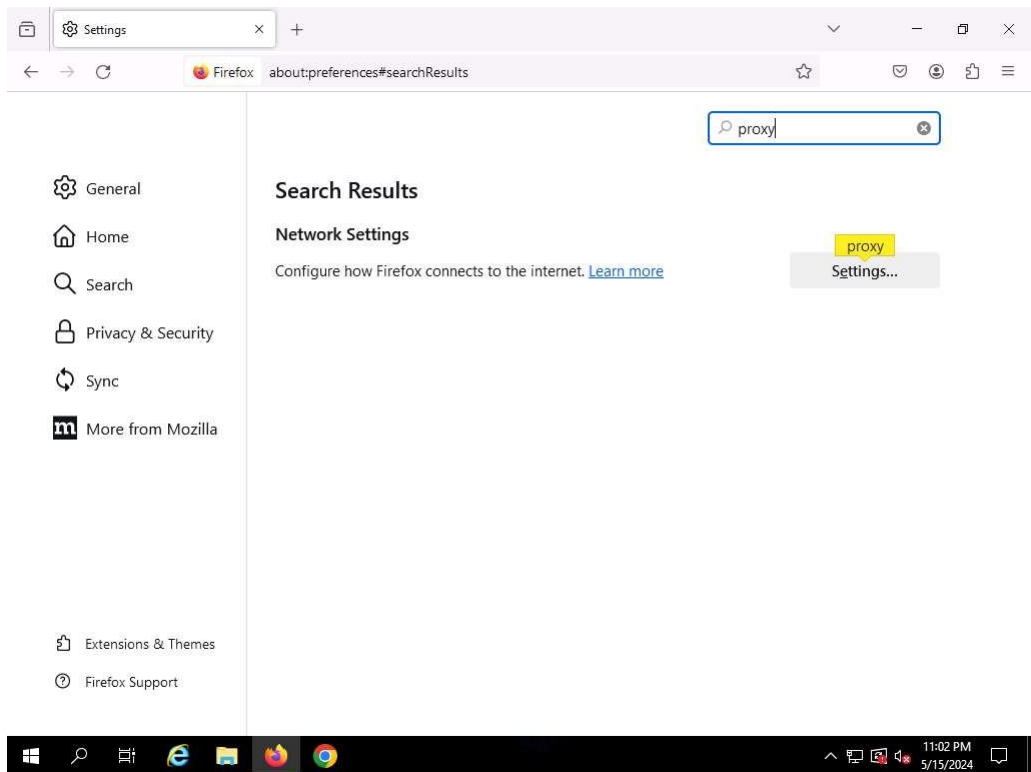 Settings
Firefox about:preferences#searchResults
proxy
General
Home
Search
Privacy & Security
Sync
m More from Mozilla
Extensions & Themes
Firefox Support
Search Results
Network Settings
Configure how Firefox connects to the internet. Learn more
proxy
Settings...
11:02 PM
5/15/2024